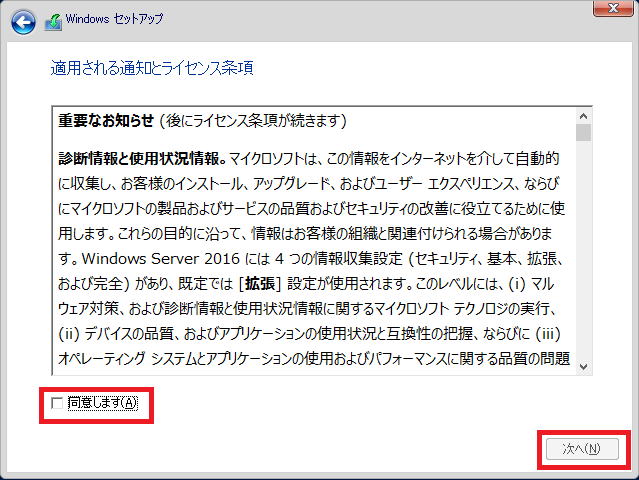 Windows セットアップ
適用される通知とライセンス条項
重要なお知らせ (後にライセンス条項が続きます)
診断情報と使用状況情報。マイクロソフトは、この情報をインターネットを介して自動的
に収集し、お客様のインストール、アップグレード、およびユーザー エクスペリエンス、ならび
にマイクロソフトの製品およびサービスの品質およびセキュリティの改善に役立てるために使
用します。これらの目的に沿って、情報はお客様の組織と関連付けられる場合がありま
す。Windows Server 2016 には 4 つの情報収集設定 (セキュリティ、基本、拡張、
および完全) があり、既定では [拡張] 設定が使用されます。このレベルには、(i) マル
ウェア対策、および診断情報と使用状況情報に関するマイクロソフト テクノロジの実行、
(ii) デバイスの品質、およびアプリケーションの使用状況と互換性の把握、ならびに (iii)
オペレーティング システムとアプリケーションの使用およびパフォーマンスに関する品質の問題
同意します(A)
次へ(N)